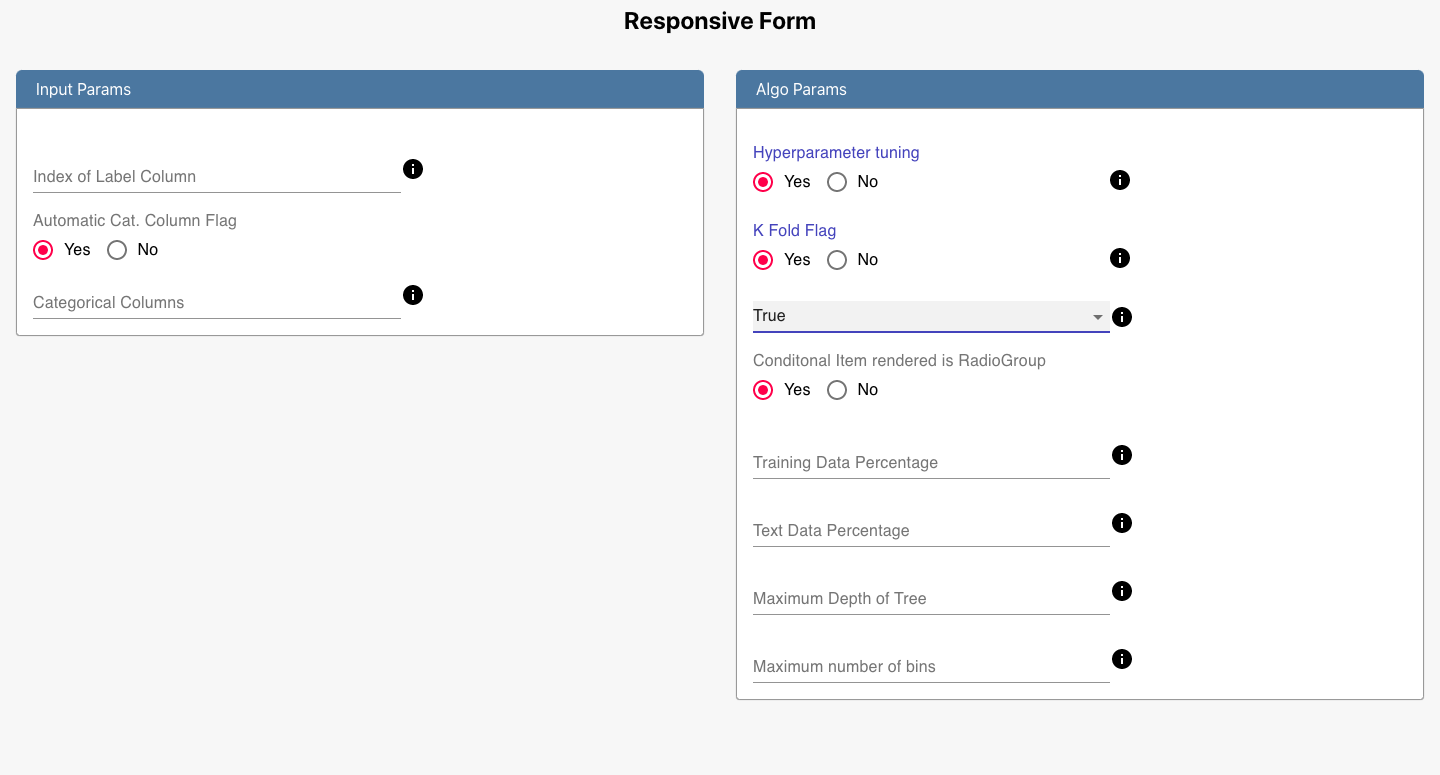 Responsive Form
Input Params
Index of Label Column
Automatic Cat. Column Flag
Yes No
Categorical Columns
Algo Params
Hyperparameter tuning
Yes No
K Fold Flag
Yes No
True
Conditonal Item rendered is RadioGroup
Yes No
Training Data Percentage
Text Data Percentage
Maximum Depth of Tree
Maximum number of bins